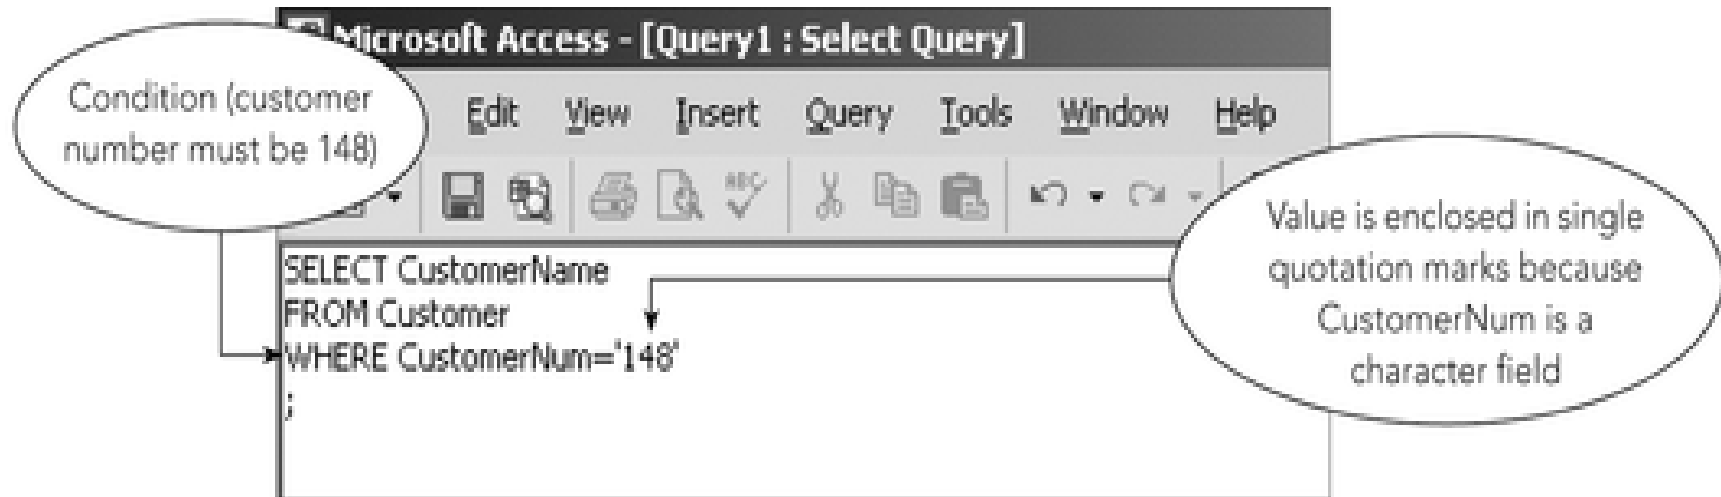 Microsoft Access - [Query1 : Select Query]
Condition (customer
number must be 148)
Edit View Insert Query Tools Window Help
ABC
Value is enclosed in single
quotation marks because
CustomerNum is a
character field
SELECT CustomerName
FROM Customer
WHERE CustomerNum='148'
;